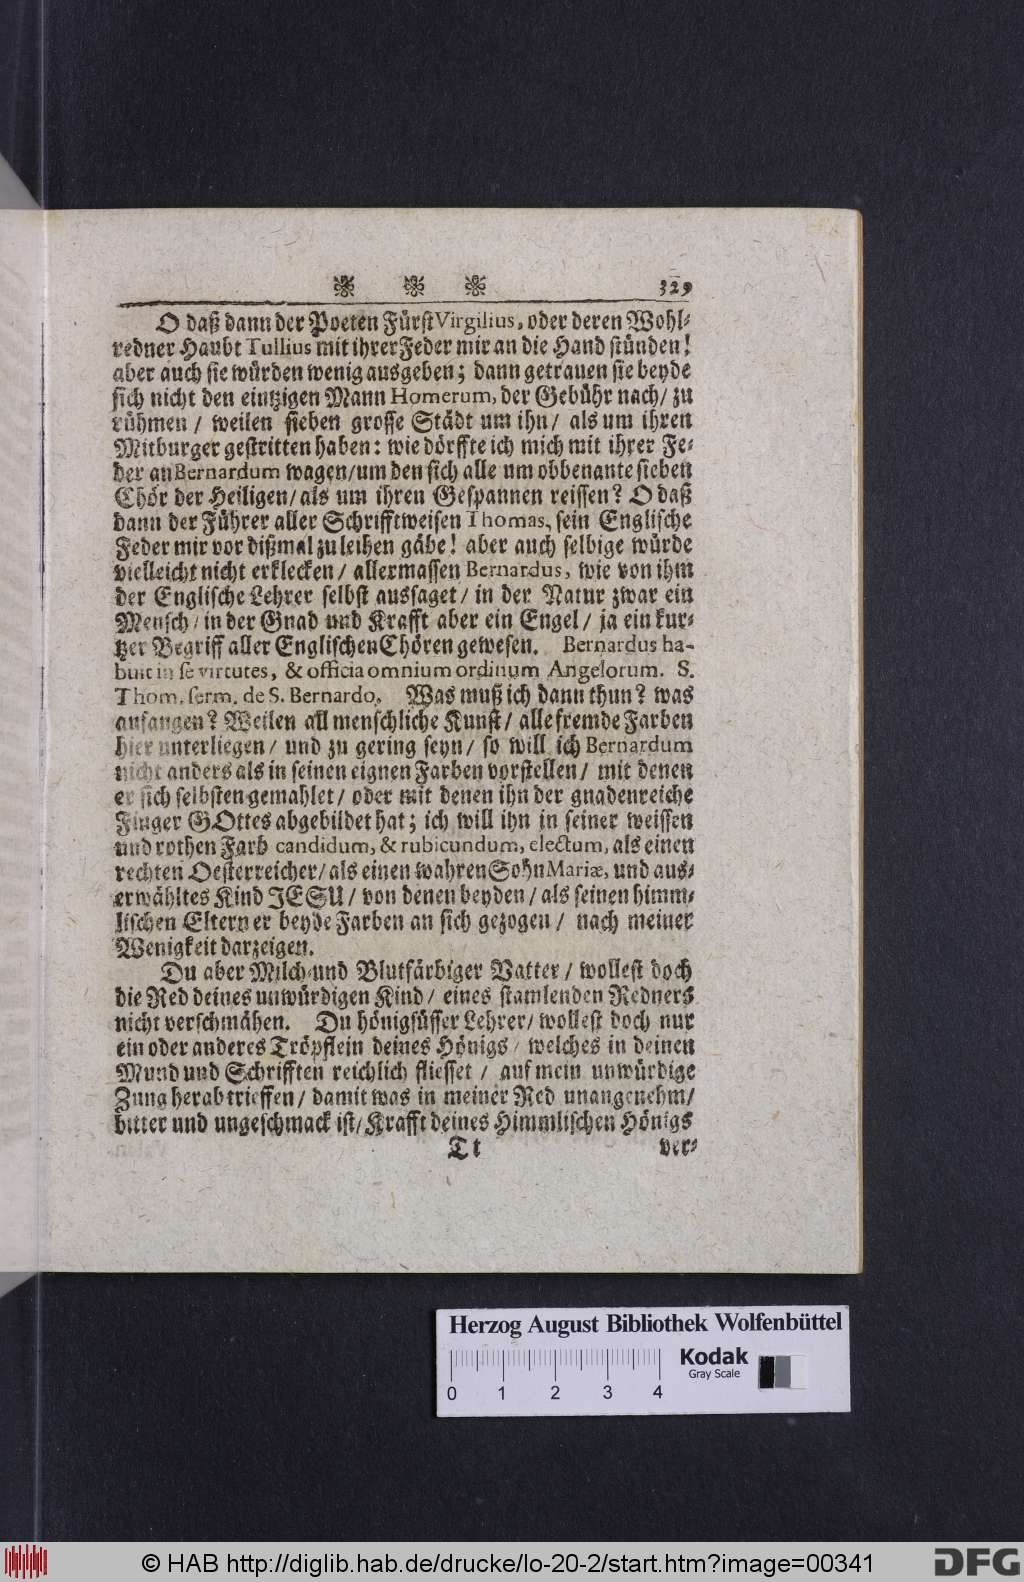 329
O daß dann der Poeten Fürst Virgilius, oder deren Wohl-
redner Haubt Tullius mit ihrer Feder mir an die Hand stünden!
aber auch sie würden wenig ausgeben; dann getrauen sie beyde
sich nicht den eintzigen Mann Homerum, der Gebühr nach/ zu
rühmen / weilen sieben grosse Städt um ihn / als um ihren
Mitburger gestritten haben: wie dörffte ich mich mit ihrer Fe-
der an Bernardum wagen/ um den sich alle um obbenante sieben
Chör der Heiligen/ als um ihren Gespannen reissen? O daß
dann der Führer aller Schrifftweisen Thomas, sein Englische
Feder mir vor dißmal zu leihen gäbe! aber auch selbige würde
vielleicht nicht erklecken / allermassen Bernardus, wie von ihm
der Englische Lehrer selbst aussaget / in der Natur zwar ein
Mensch / in der Gnad und Krafft aber ein Engel / ja ein kur-
tzer Begriff aller Englischen Chören gewesen. Bernardus ha-
buit in se virtutes, & officia omnium ordinum Angelorum. S.
Thom. serm. de S. Bernardo. Was muß ich dann thun? was
anfangen? Weilen all menschliche Kunst / alle fremde Farben
hier unterliegen / und zu gering seyn / so will ich Bernardum
nicht anders als in seinen eignen Farben vorstellen / mit denen
er sich selbsten gemahlet / oder mit denen ihn der gnadenreiche
Finger GOttes abgebildet hat; ich will ihn in seiner weissen
und rothen Farb candidum, & rubicundum, electum, als einen
rechten Oesterreicher/ als einen wahren Sohn Mariæ, und aus-
erwähltes Kind JESU / von denen beyden / als seinen himm-
lischen Eltern er beyde Farben an sich gezogen / nach meiner
Wenigkeit darzeigen.
Du aber Milch- und Blutfärbiger Vatter / wollest doch
die Red deines unwürdigen Kind / eines stamlenden Redners
nicht verschmähen. Du hönigsüsser Lehrer/ wollest doch nur
ein oder anderes Tröpflein deines Hönigs / welches in deinen
Mund und Schrifften reichlich fliesset / auf mein unwürdige
Zung herab trieffen / damit was in meiner Red unangenehm/
bitter und ungeschmack ist/ Krafft deines Himmlischen Hönigs
Tt ver-
Herzog August Bibliothek Wolfenbüttel
Kodak
Gray Scale
0 1 2 3 4
© HAB http://diglib.hab.de/drucke/lo-20-2/start.htm?image=00341
DFG